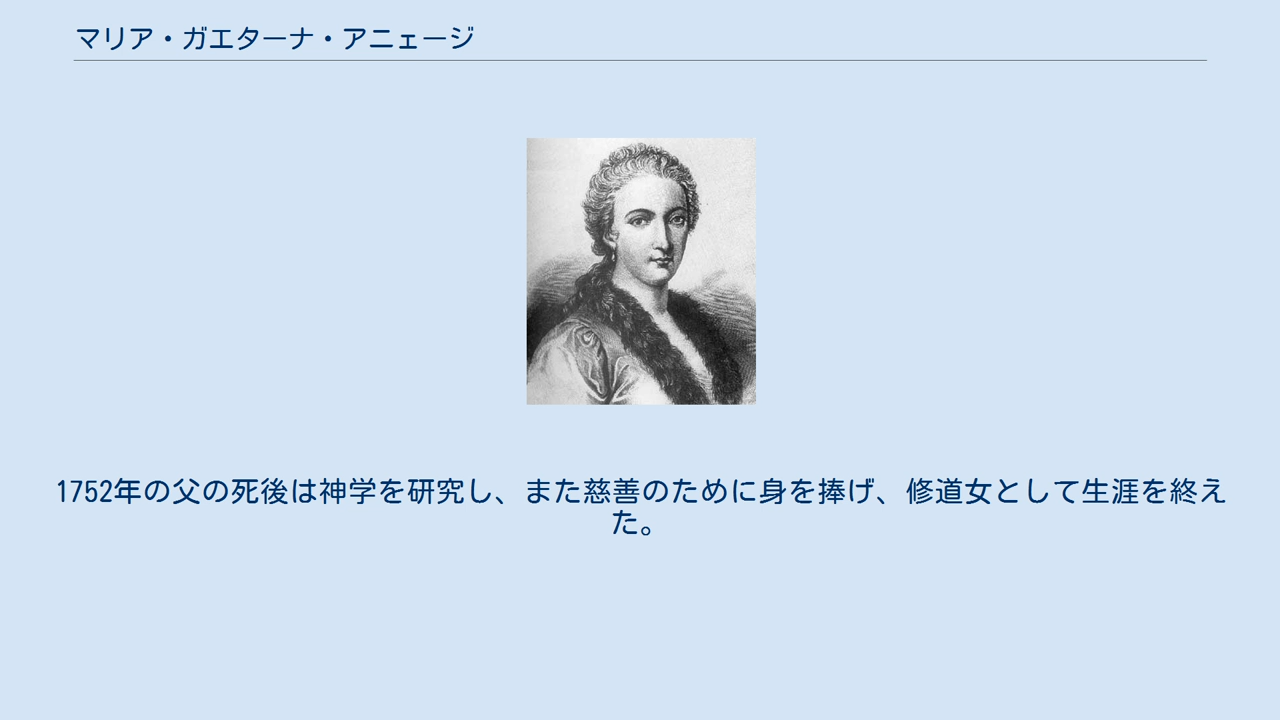 マリア・ガエターナ・アニェージ
1752年の父の死後は神学を研究し、また慈善のために身を捧げ、修道女として生涯を終え
た。